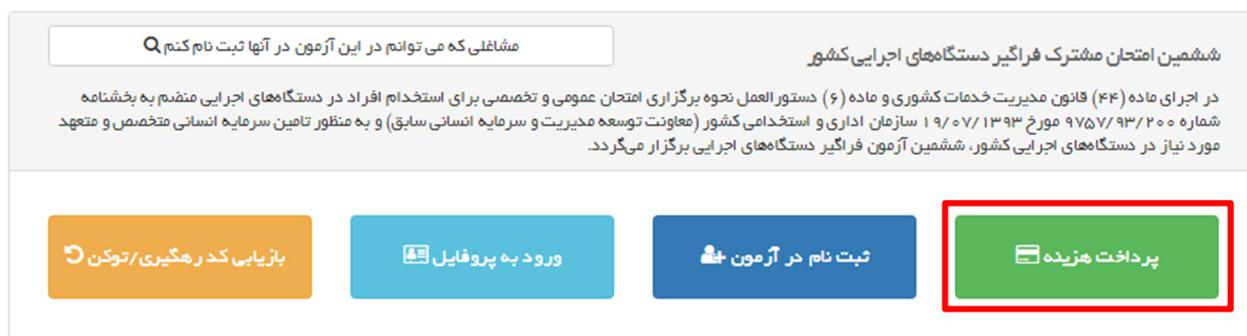 مشاغلی که می توانم در این آزمون در آنها ثبت نام کنم
ششمین امتحان مشترک فراگیر دستگاه‌های اجرایی کشور
در اجرای ماده (۴۴) قانون مدیریت خدمات کشوری و ماده (۶) دستورالعمل نحوه برگزاری امتحان عمومی و تخصصی برای استخدام افراد در دستگاه‌های اجرایی منضم به بخشنامه
شماره ۹۷۵۷/۹۳/۲۰۰ مورخ ۱۹/۰۷/۱۳۹۳ سازمان اداری و استخدامی کشور (معاونت توسعه مدیریت و سرمایه انسانی سابق) و به منظور تامین سرمایه انسانی متخصص و متعهد
مورد نیاز در دستگاه‌های اجرایی کشور، ششمین آزمون فراگیر دستگاه‌های اجرایی برگزار می‌گردد.
پرداخت هزینه
ثبت نام در آزمون
ورود به پروفایل
بازیابی کد رهگیری/توکن